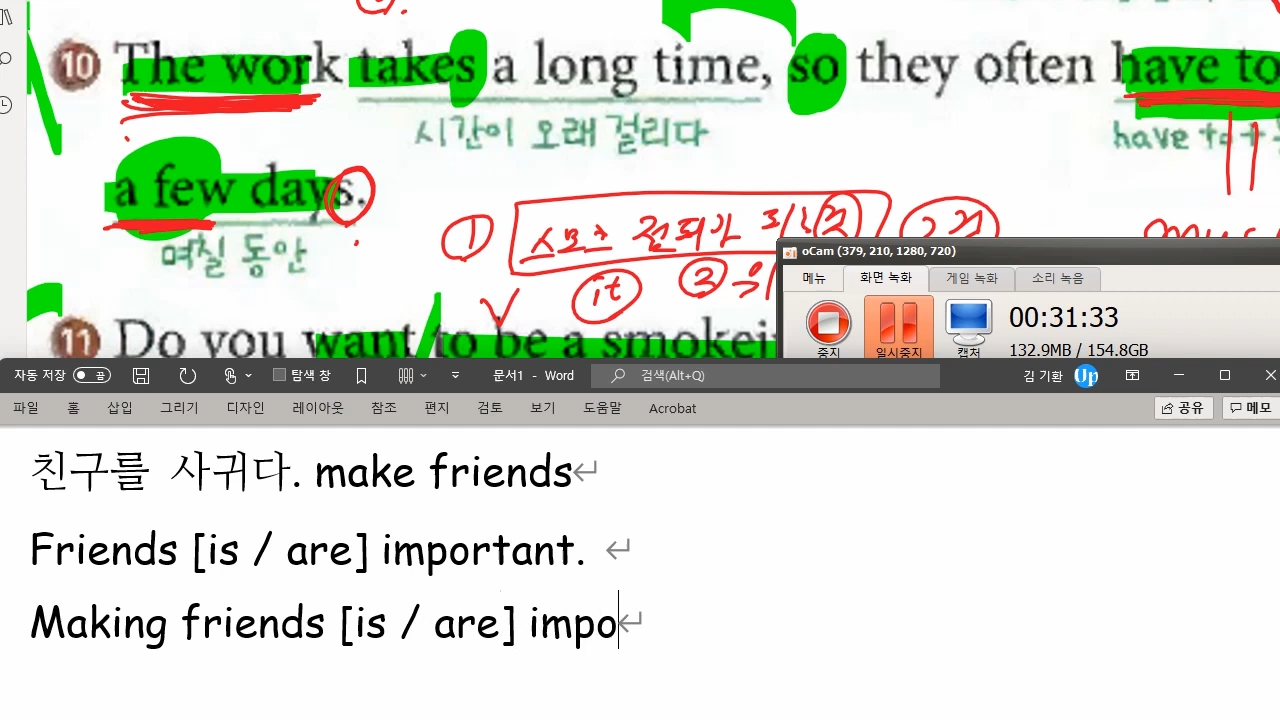 10 The work takes a long time, so they often have to
시간이 오래 걸리다
have to +
a few days.
며칠 동안
① 스모크
it ③
oCam (379, 210, 1280, 720)
메뉴 화면 녹화 게임 녹화 소리 녹음
00:31:33
중지 일시중지 캡처 132.9MB / 154.8GB
11 Do you want to be a smokej
자동 저장 끔 탐색 창 문서1 - Word 검색(Alt+Q) 김 기환 Up
파일 홈 삽입 그리기 디자인 레이아웃 참조 편지 검토 보기 도움말 Acrobat 공유 메모
친구를 사귀다. make friends
Friends [is / are] important.
Making friends [is / are] impo